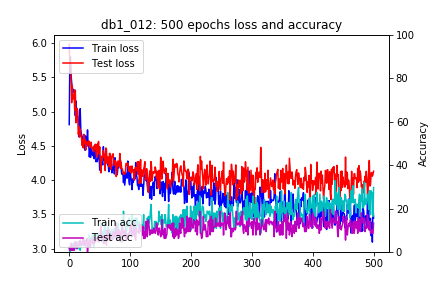 db1_012: 500 epochs loss and accuracy
6.0
5.5
5.0
4.5
4.0
3.5
3.0
Loss
Train loss
Test loss
Train acc
Test acc
100
80
60
40
20
0
Accuracy
0
100
200
300
400
500